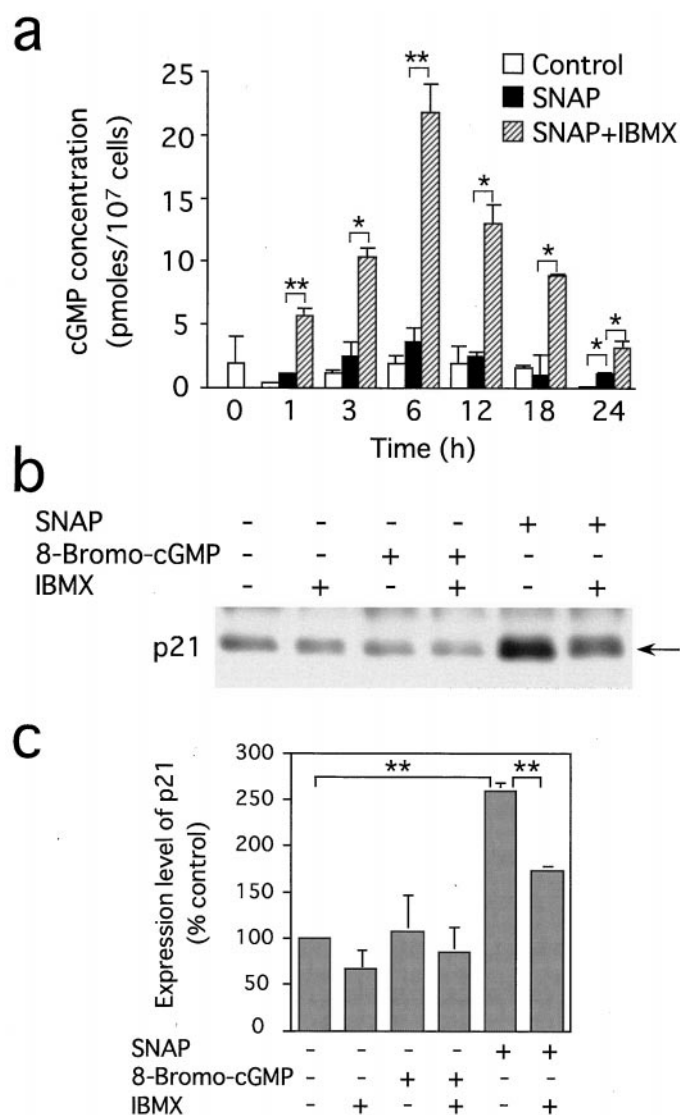 a
cGMP concentration
(pmoles/10⁷ cells)
25
20
15
10
5
0
Control
SNAP
SNAP+IBMX
**
*
**
*
*
*
*
0 1 3 6 12 18 24
Time (h)
b
SNAP - - - - + +
8-Bromo-cGMP - - + + - -
IBMX - + - + - +
p21
c
Expression level of p21
(% control)
300
250
200
150
100
50
0
** **
SNAP - - - - + +
8-Bromo-cGMP - - + + - -
IBMX - + - + - +